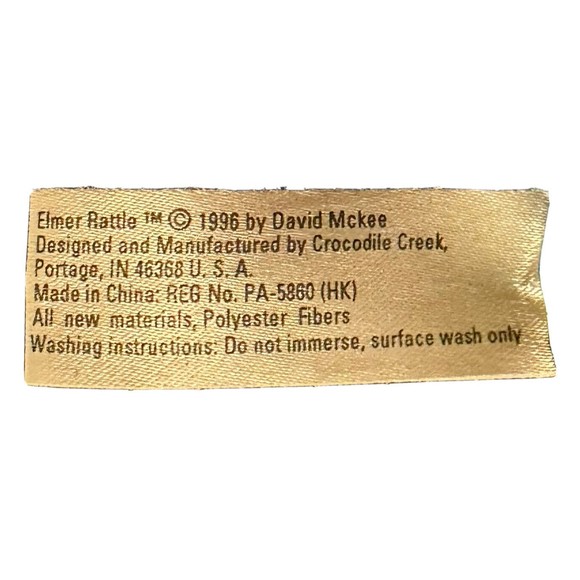 Elmer Rattle ™ © 1996 by David Mckee
Designed and Manufactured by Crocodile Creek,
Portage, IN 46368 U. S. A.
Made in China: REG No. PA-5860 (HK)
All new materials, Polyester Fibers
Washing instructions: Do not immerse, surface wash only